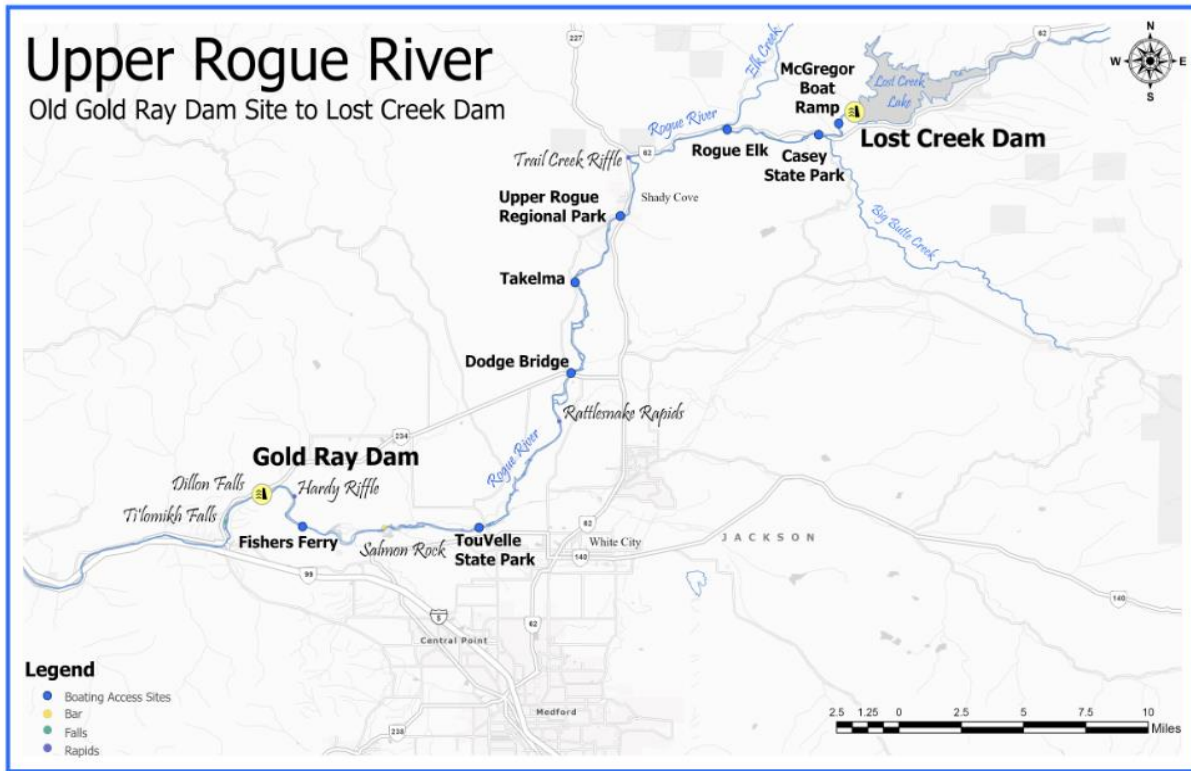 Upper Rogue River
Old Gold Ray Dam Site to Lost Creek Dam
N
W
E
S
227
62
Elk Creek
McGregor
Boat
Ramp
Lost Creek
Lake
Lost Creek Dam
Rogue River
62
Rogue Elk
Casey
State Park
Trail Creek Riffle
Shady Cove
Upper Rogue
Regional Park
Big Butte Creek
Takelma
Dodge Bridge
Rattlesnake Rapids
234
Rogue River
Gold Ray Dam
Dillon Falls
Hardy Riffle
Ti'lomikh Falls
Fishers Ferry
Salmon Rock
TouVelle
State Park
62
White City
140
JACKSON
99
5
62
140
Central Point
Medford
238
Legend
Boating Access Sites
Bar
Falls
Rapids
2.5 1.25 0 2.5 5 7.5 10
Miles